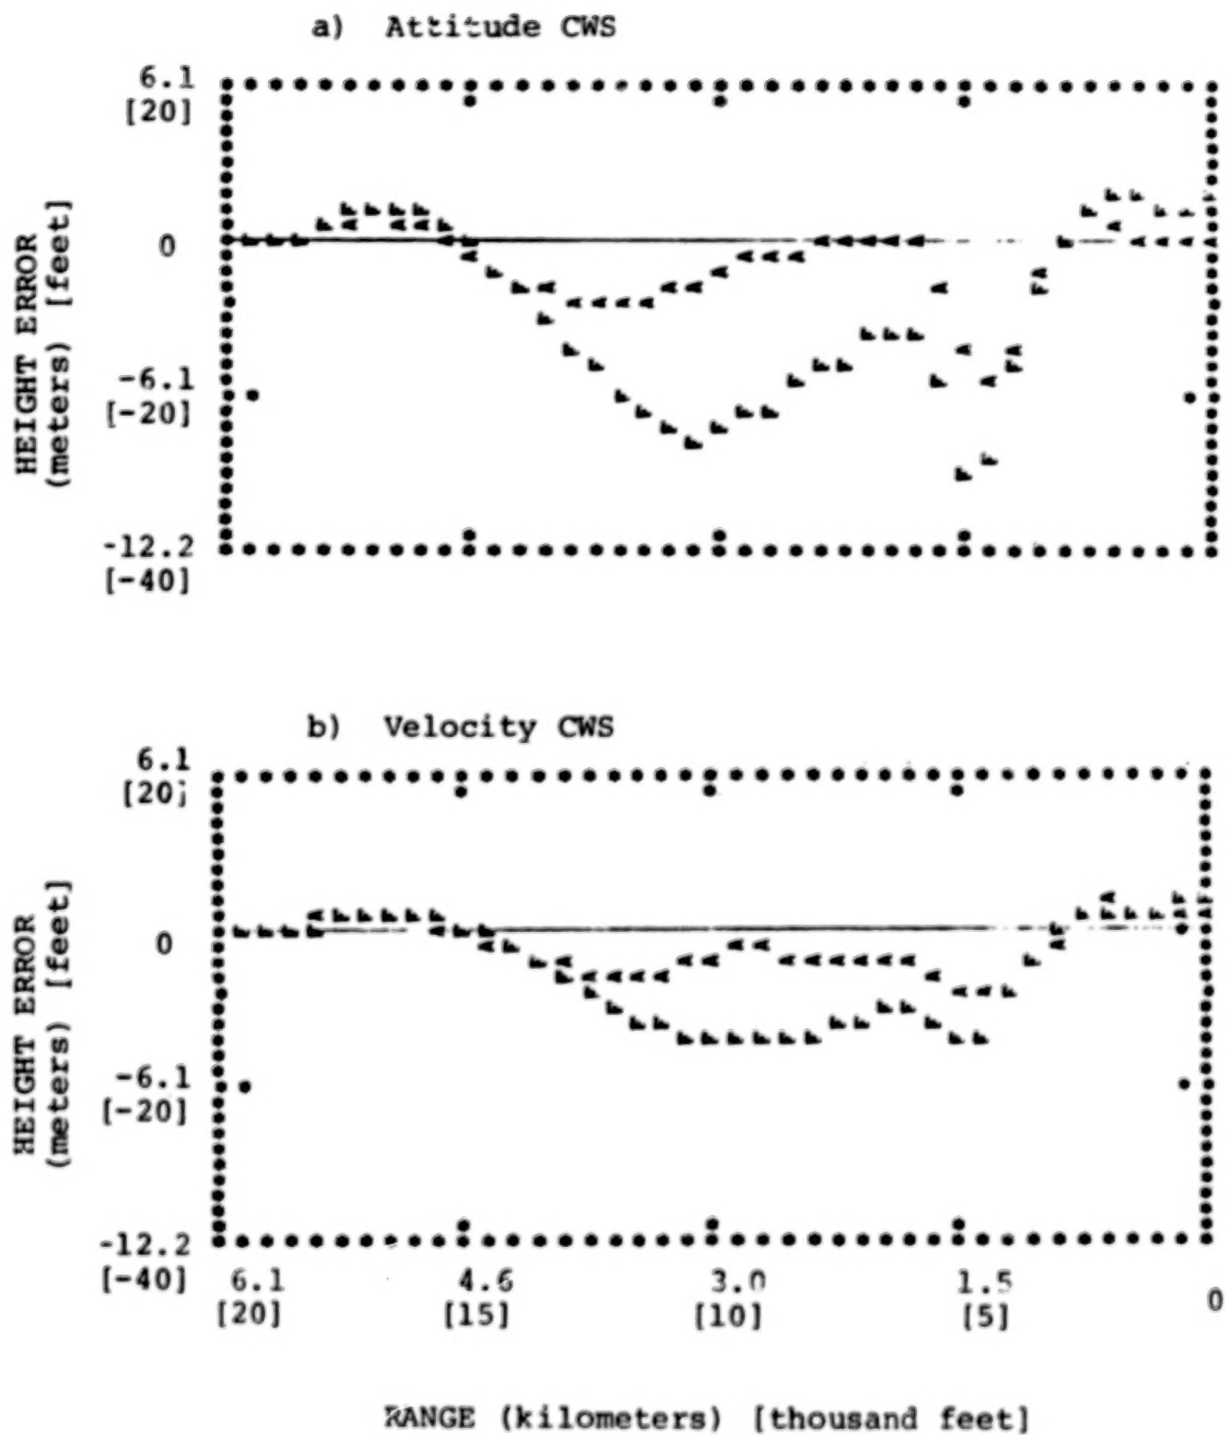 a) Attitude CWS
6.1
[20]
0
-6.1
[-20]
-12.2
[-40]
HEIGHT ERROR
(meters) [feet]
b) Velocity CWS
6.1
[20]
0
-6.1
[-20]
-12.2
[-40]
HEIGHT ERROR
(meters) [feet]
6.1 4.6 3.0 1.5 0
[20] [15] [10] [5]
RANGE (kilometers) [thousand feet]